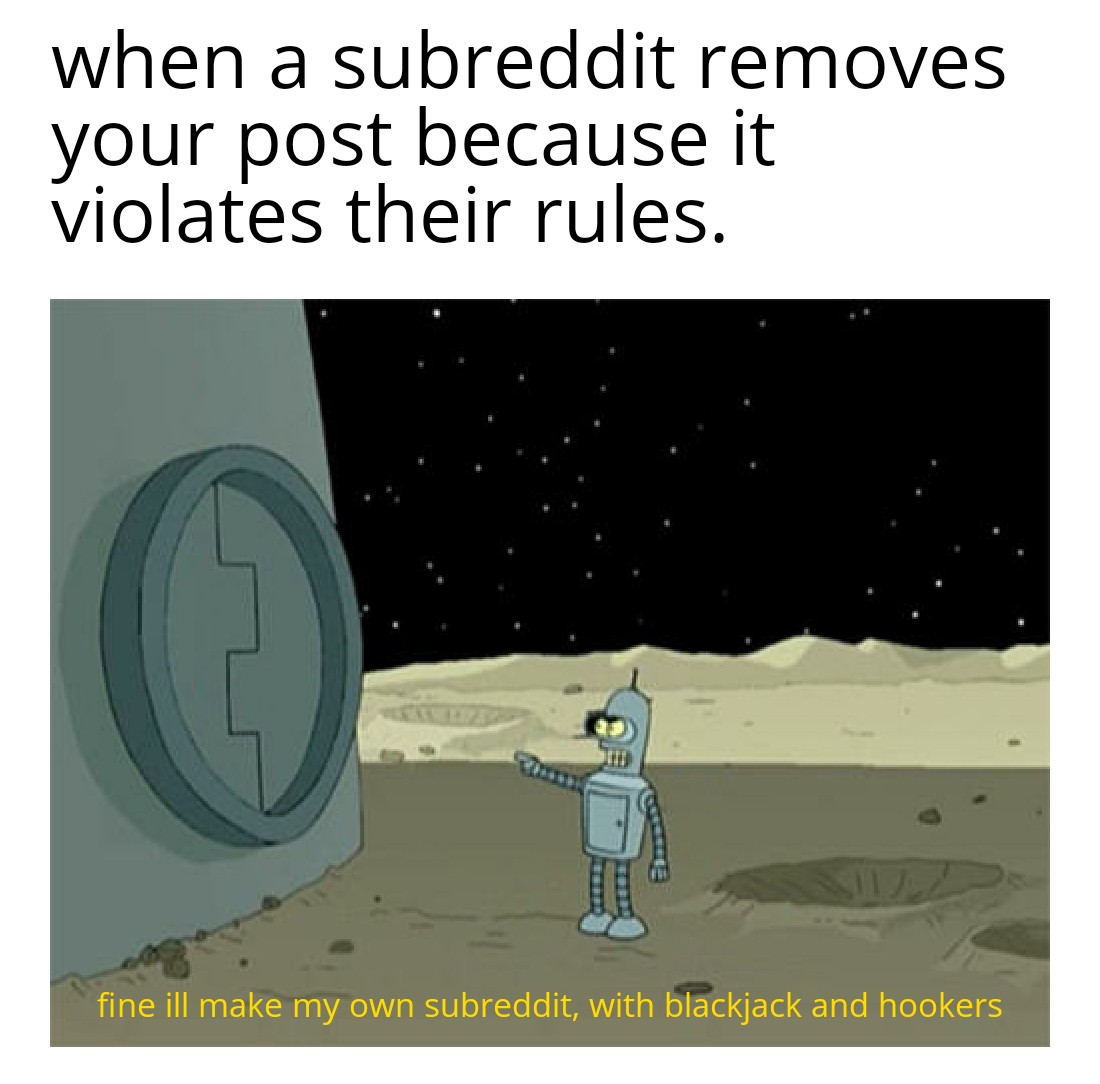 when a subreddit removes
your post because it
violates their rules.
fine ill make my own subreddit, with blackjack and hookers